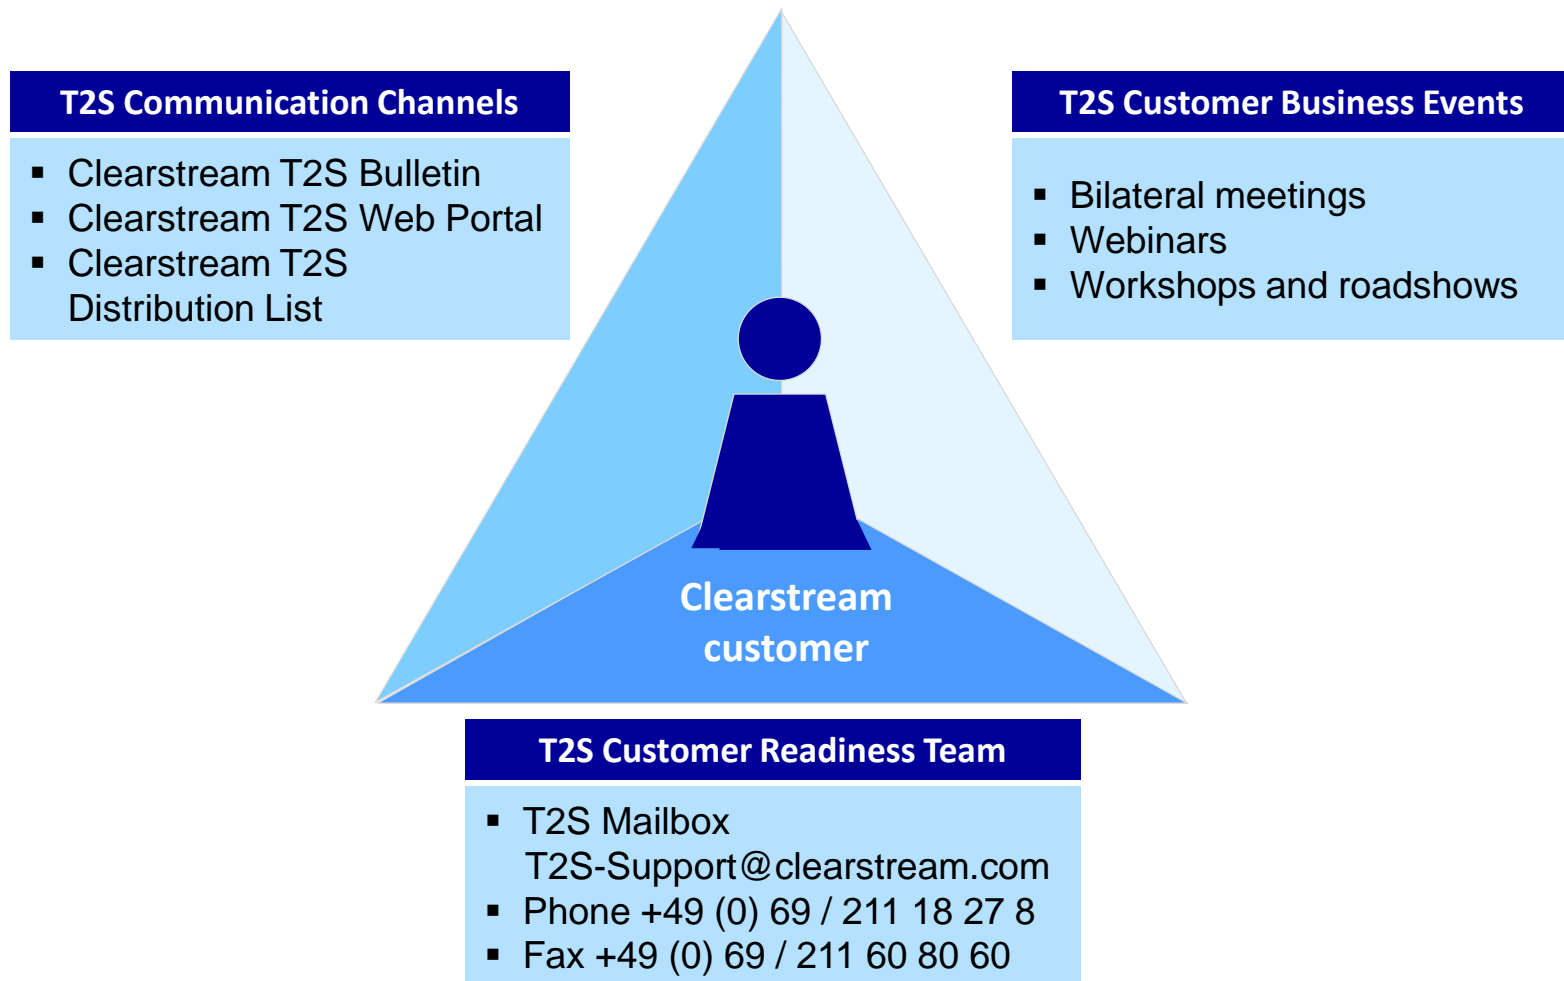 T2S Communication Channels
▪ Clearstream T2S Bulletin
▪ Clearstream T2S Web Portal
▪ Clearstream T2S
Distribution List
T2S Customer Business Events
▪ Bilateral meetings
▪ Webinars
▪ Workshops and roadshows
Clearstream
customer
T2S Customer Readiness Team
▪ T2S Mailbox
T2S-Support@clearstream.com
▪ Phone +49 (0) 69 / 211 18 27 8
▪ Fax +49 (0) 69 / 211 60 80 60